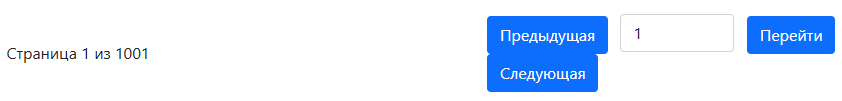 Страница 1 из 1001
Предыдущая 1 Перейти
Следующая